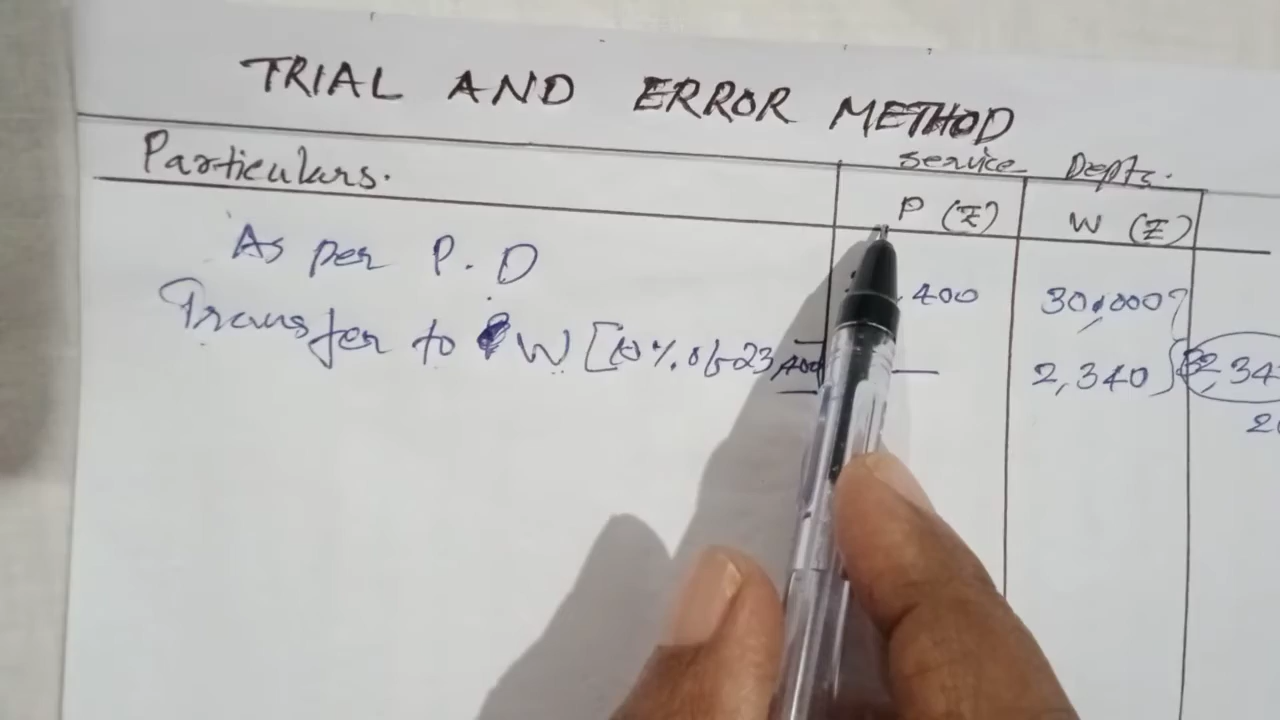 TRIAL AND ERROR METHOD
Particulars. Service Depts.
P (₹) W (₹)
As per P.D 400 30,000
Transfer to W [10% of 23,400 — 2,340